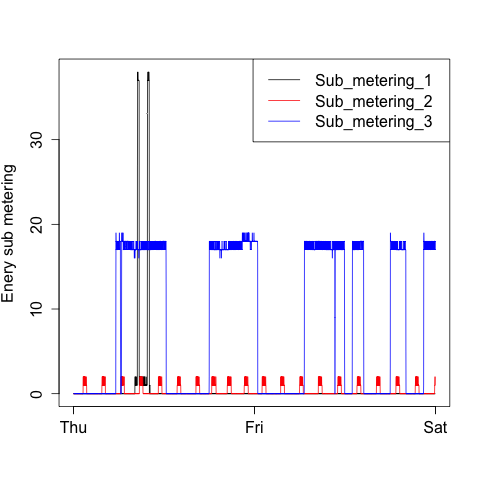 Sub_metering_1
Sub_metering_2
Sub_metering_3
Enery sub metering
30
20
10
0
Thu
Fri
Sat